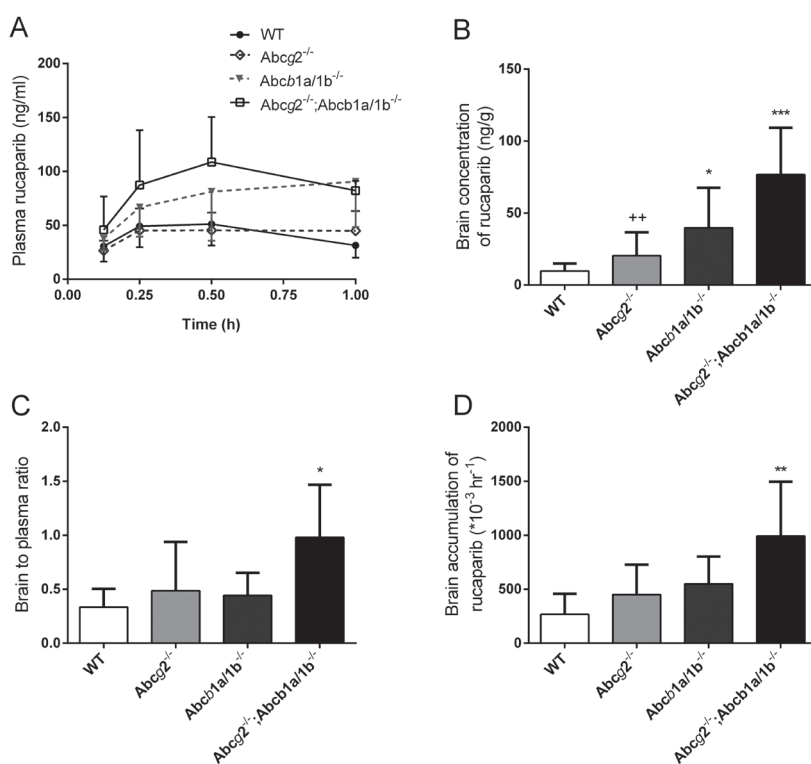 A
WT
Abcg2-/-
Abcb1a/1b-/-
Abcg2-/-;Abcb1a/1b-/-
Plasma rucaparib (ng/ml)
200
150
100
50
0
0.00 0.25 0.50 0.75 1.00
Time (h)
B
Brain concentration
of rucaparib (ng/g)
150
100
50
0
++
*
***
WT
Abcg2-/-
Abcb1a/1b-/-
Abcg2-/-;Abcb1a/1b-/-
C
Brain to plasma ratio
2.0
1.5
1.0
0.5
0.0
*
WT
Abcg2-/-
Abcb1a/1b-/-
Abcg2-/-;Abcb1a/1b-/-
D
Brain accumulation of
rucaparib (*10-3 hr-1)
2000
1500
1000
500
0
**
WT
Abcg2-/-
Abcb1a/1b-/-
Abcg2-/-;Abcb1a/1b-/-